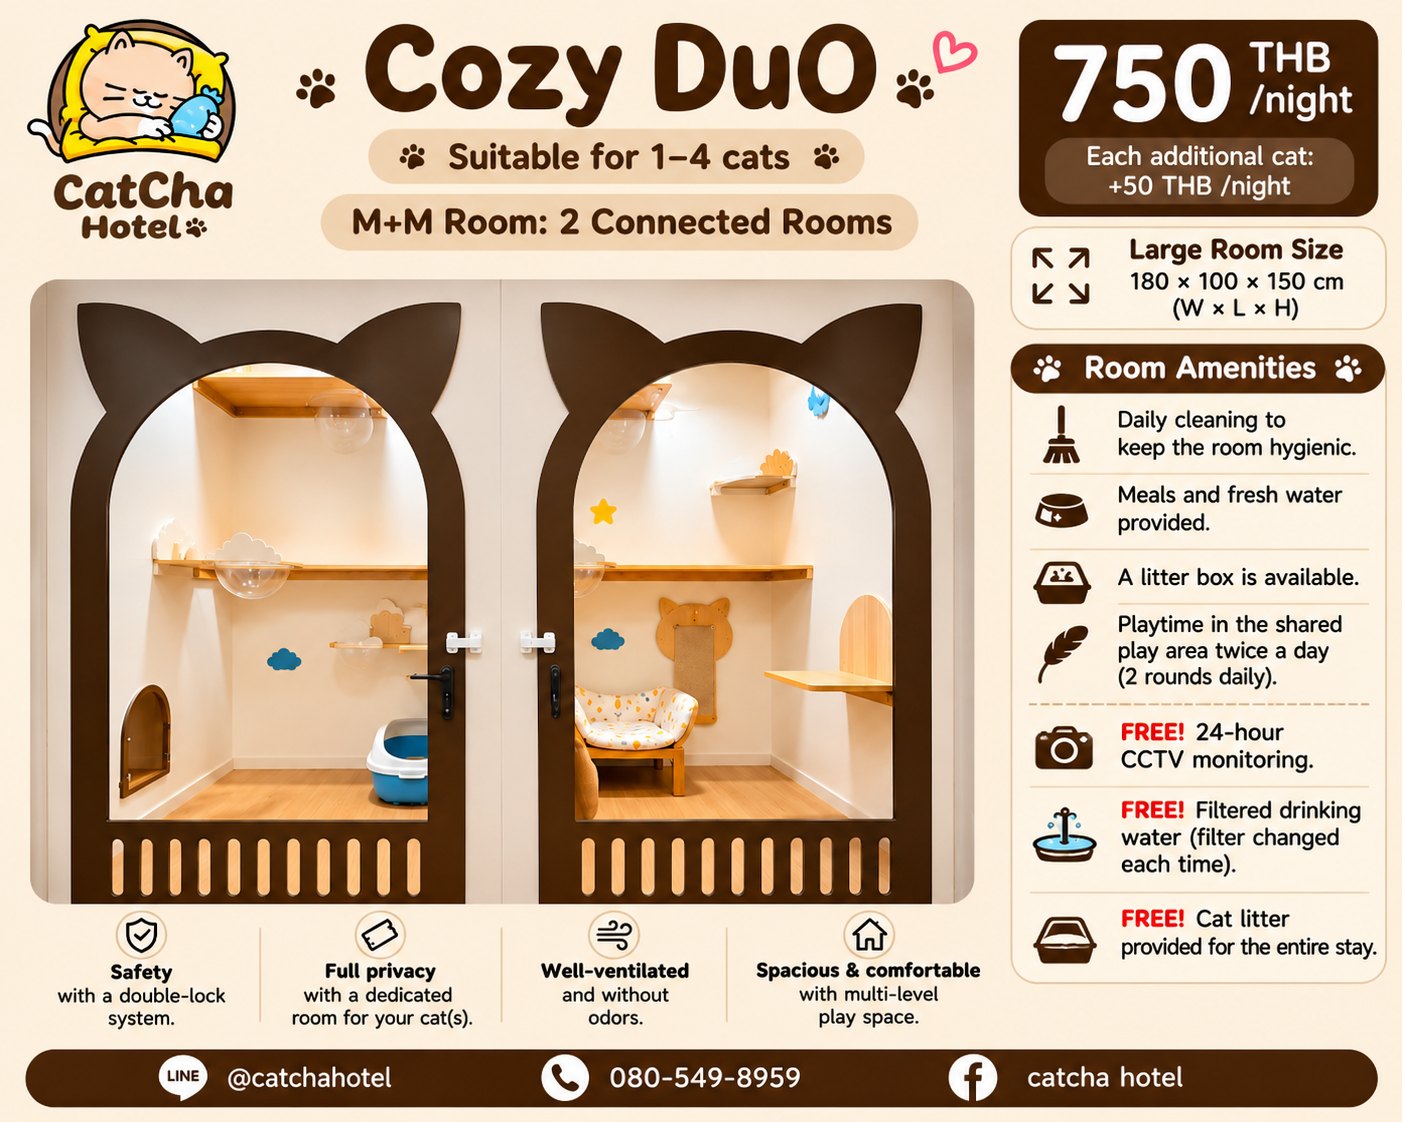 CatCha
Hotel
Cozy DuO
Suitable for 1–4 cats
M+M Room: 2 Connected Rooms
750 THB
/night
Each additional cat:
+50 THB /night
Large Room Size
180 × 100 × 150 cm
(W × L × H)
Room Amenities
Daily cleaning to
keep the room hygienic.
Meals and fresh water
provided.
A litter box is available.
Playtime in the shared
play area twice a day
(2 rounds daily).
FREE! 24-hour
CCTV monitoring.
FREE! Filtered drinking
water (filter changed
each time).
FREE! Cat litter
provided for the entire stay.
Safety
with a double-lock
system.
Full privacy
with a dedicated
room for your cat(s).
Well-ventilated
and without
odors.
Spacious & comfortable
with multi-level
play space.
LINE @catchahotel
080-549-8959
catcha hotel